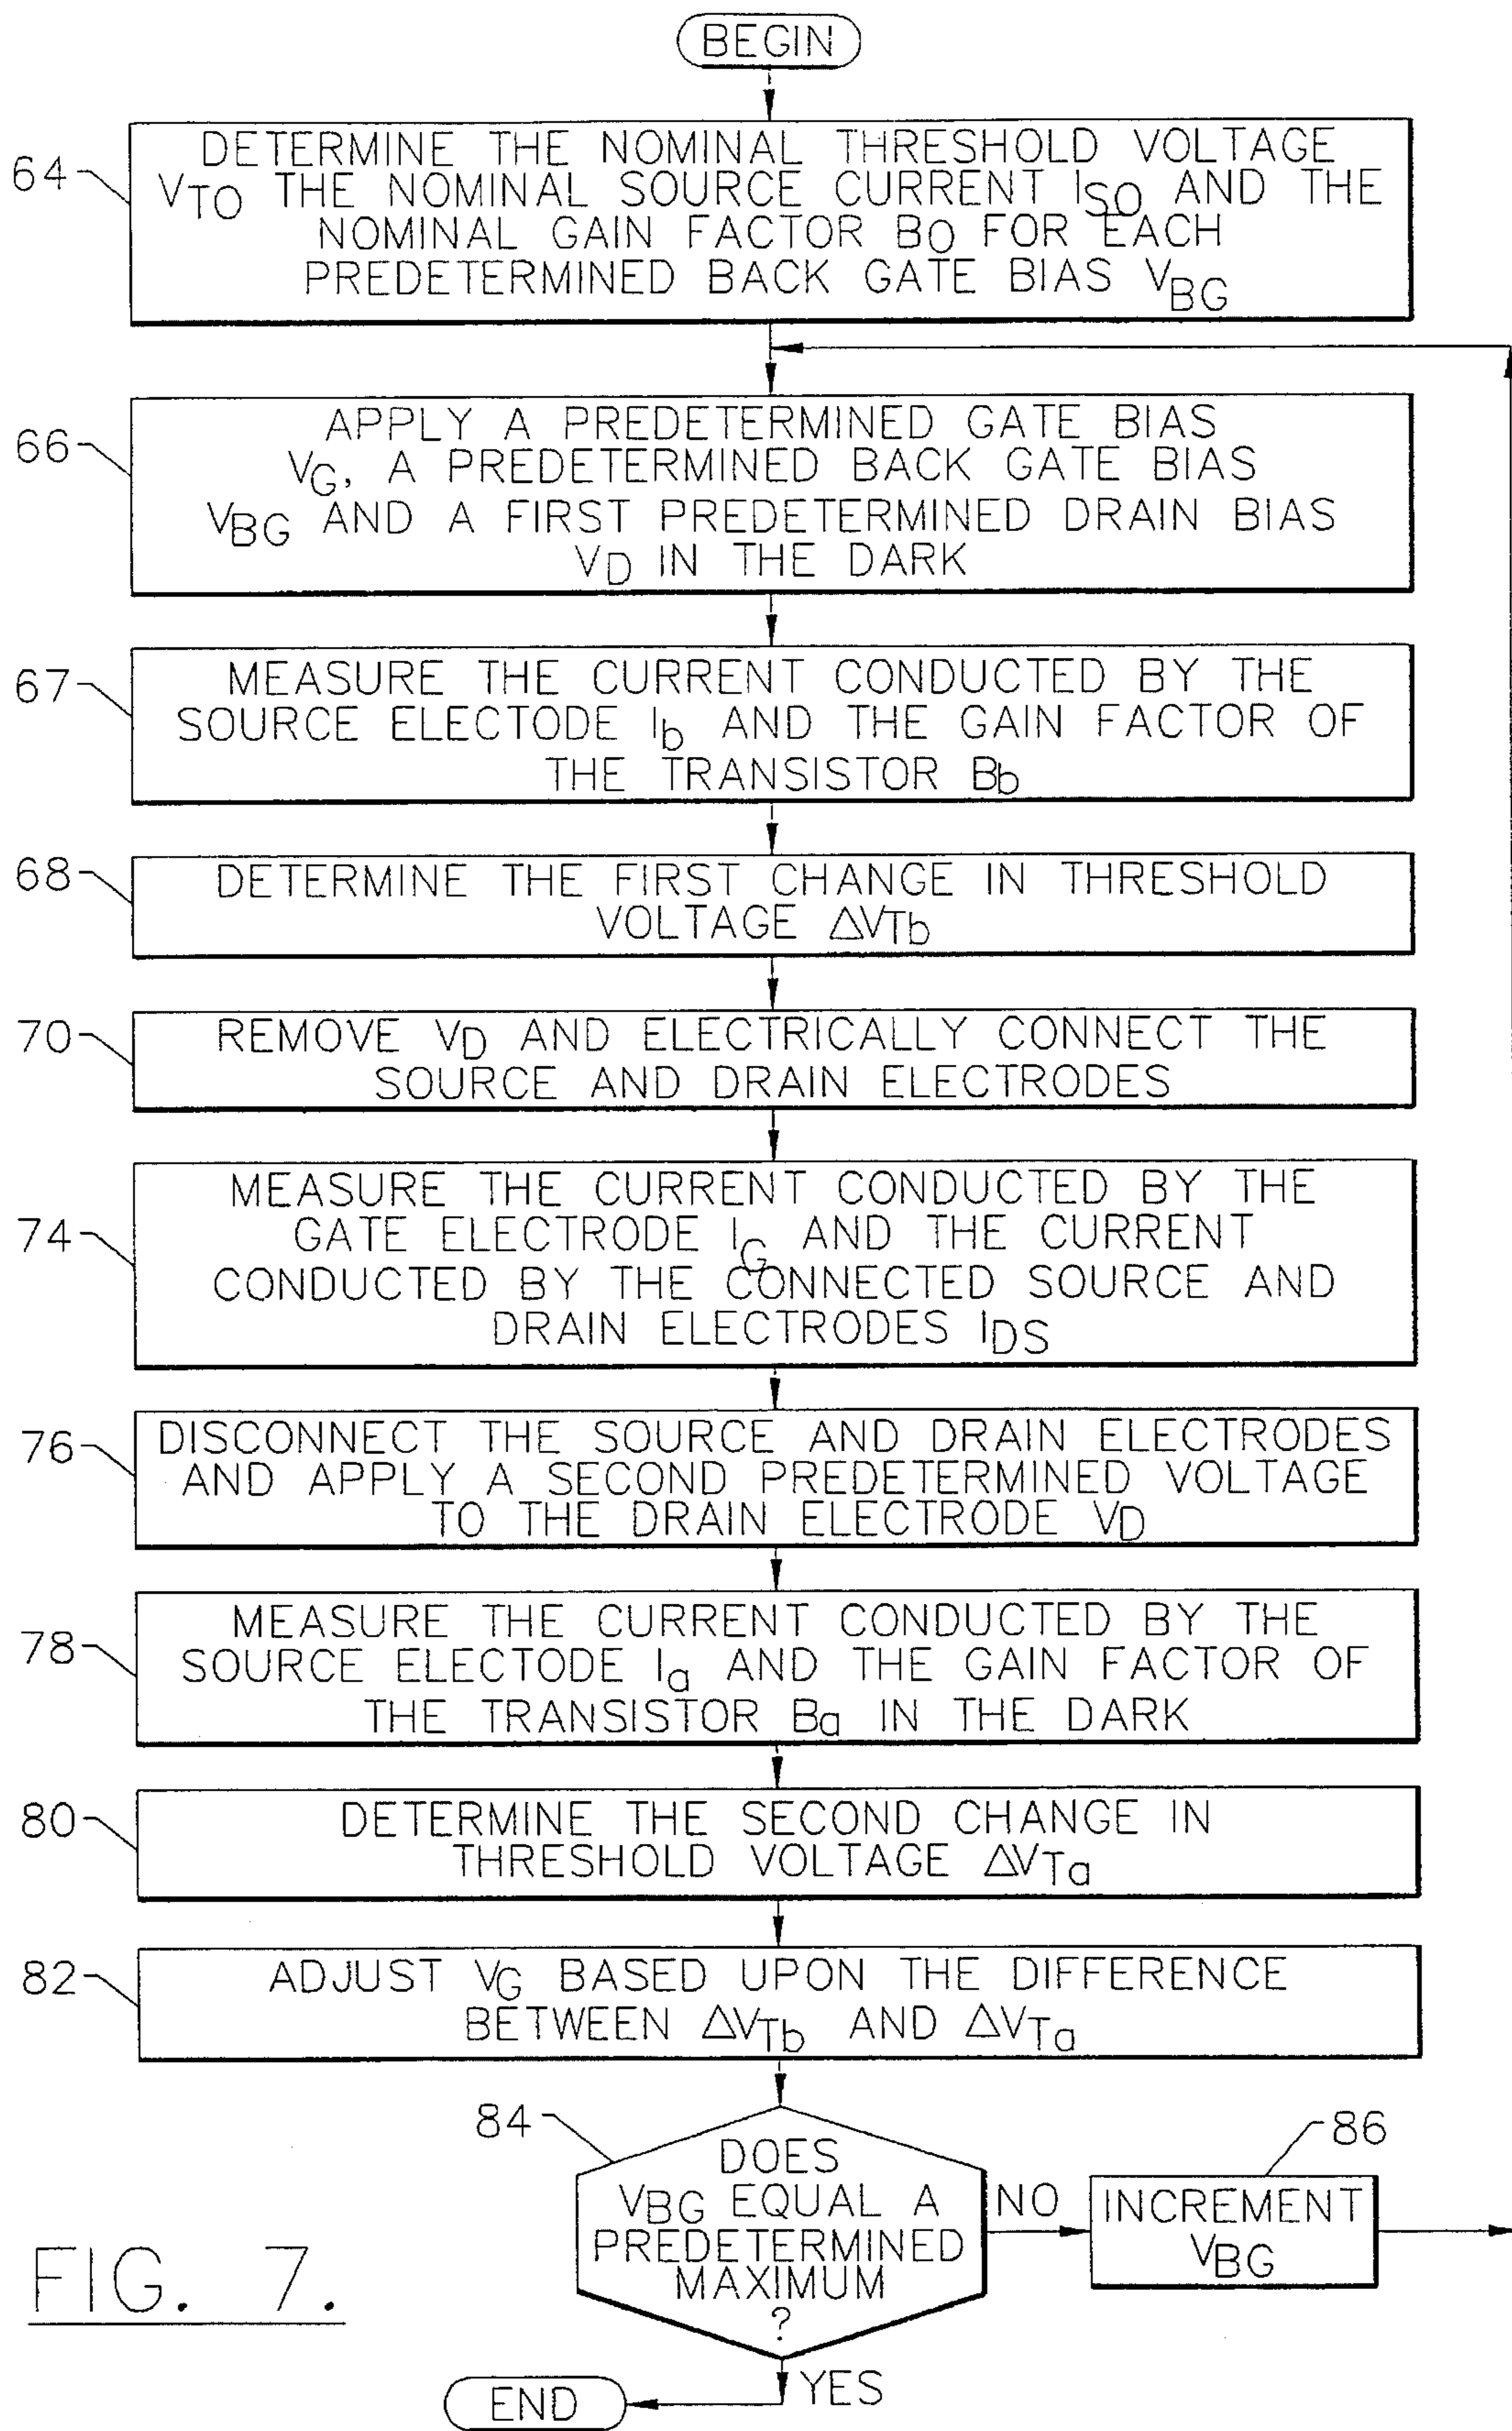 BEGIN
64
DETERMINE THE NOMINAL THRESHOLD VOLTAGE
VTO THE NOMINAL SOURCE CURRENT ISO AND THE
NOMINAL GAIN FACTOR BO FOR EACH
PREDETERMINED BACK GATE BIAS VBG
66
APPLY A PREDETERMINED GATE BIAS
VG, A PREDETERMINED BACK GATE BIAS
VBG AND A FIRST PREDETERMINED DRAIN BIAS
VD IN THE DARK
67
MEASURE THE CURRENT CONDUCTED BY THE
SOURCE ELECTODE Ib AND THE GAIN FACTOR OF
THE TRANSISTOR Bb
68
DETERMINE THE FIRST CHANGE IN THRESHOLD
VOLTAGE ΔVTb
70
REMOVE VD AND ELECTRICALLY CONNECT THE
SOURCE AND DRAIN ELECTRODES
74
MEASURE THE CURRENT CONDUCTED BY THE
GATE ELECTRODE IG AND THE CURRENT
CONDUCTED BY THE CONNECTED SOURCE AND
DRAIN ELECTRODES IDS
76
DISCONNECT THE SOURCE AND DRAIN ELECTRODES
AND APPLY A SECOND PREDETERMINED VOLTAGE
TO THE DRAIN ELECTRODE VD
78
MEASURE THE CURRENT CONDUCTED BY THE
SOURCE ELECTODE Ia AND THE GAIN FACTOR OF
THE TRANSISTOR Ba IN THE DARK
80
DETERMINE THE SECOND CHANGE IN
THRESHOLD VOLTAGE ΔVTa
82
ADJUST VG BASED UPON THE DIFFERENCE
BETWEEN ΔVTb AND ΔVTa
84
DOES
VBG EQUAL A
PREDETERMINED
MAXIMUM
?
NO
86
INCREMENT
VBG
YES
END
FIG. 7.